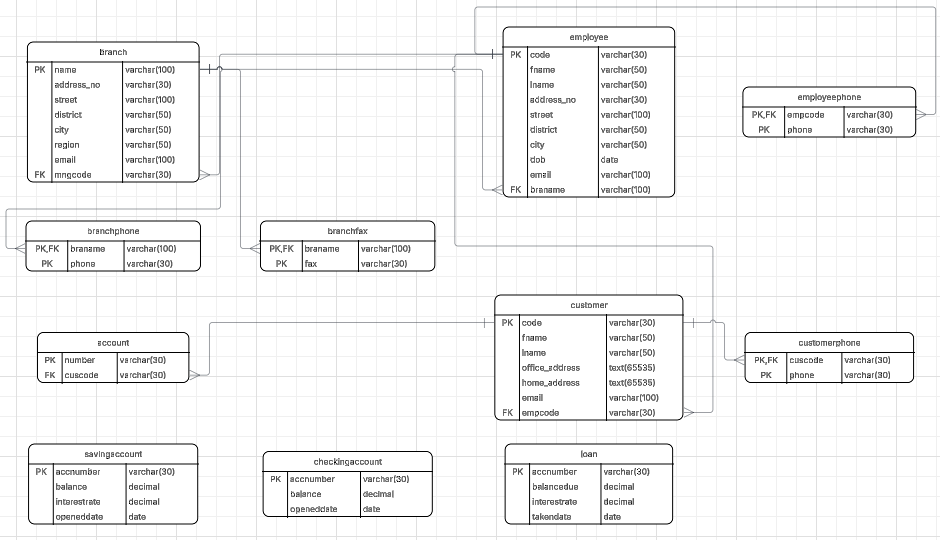 branch
PK name varchar(100)
address_no varchar(30)
street varchar(100)
district varchar(50)
city varchar(50)
region varchar(50)
email varchar(100)
FK mngcode varchar(30)
employee
PK code varchar(30)
fname varchar(50)
lname varchar(50)
address_no varchar(30)
street varchar(100)
district varchar(50)
city varchar(50)
dob date
email varchar(100)
FK braname varchar(100)
employeephone
PK,FK empcode varchar(30)
PK phone varchar(30)
branchphone
PK,FK braname varchar(100)
PK phone varchar(30)
branchfax
PK,FK braname varchar(100)
PK fax varchar(30)
account
PK number varchar(30)
FK cuscode varchar(30)
customer
PK code varchar(30)
fname varchar(50)
lname varchar(50)
office_address text(65535)
home_address text(65535)
email varchar(100)
FK empcode varchar(30)
customerphone
PK,FK cuscode varchar(30)
PK phone varchar(30)
savingaccount
PK accnumber varchar(30)
balance decimal
interestrate decimal
openeddate date
checkingaccount
PK accnumber varchar(30)
balance decimal
openeddate date
loan
PK accnumber varchar(30)
balancedue decimal
interestrate decimal
takendate date